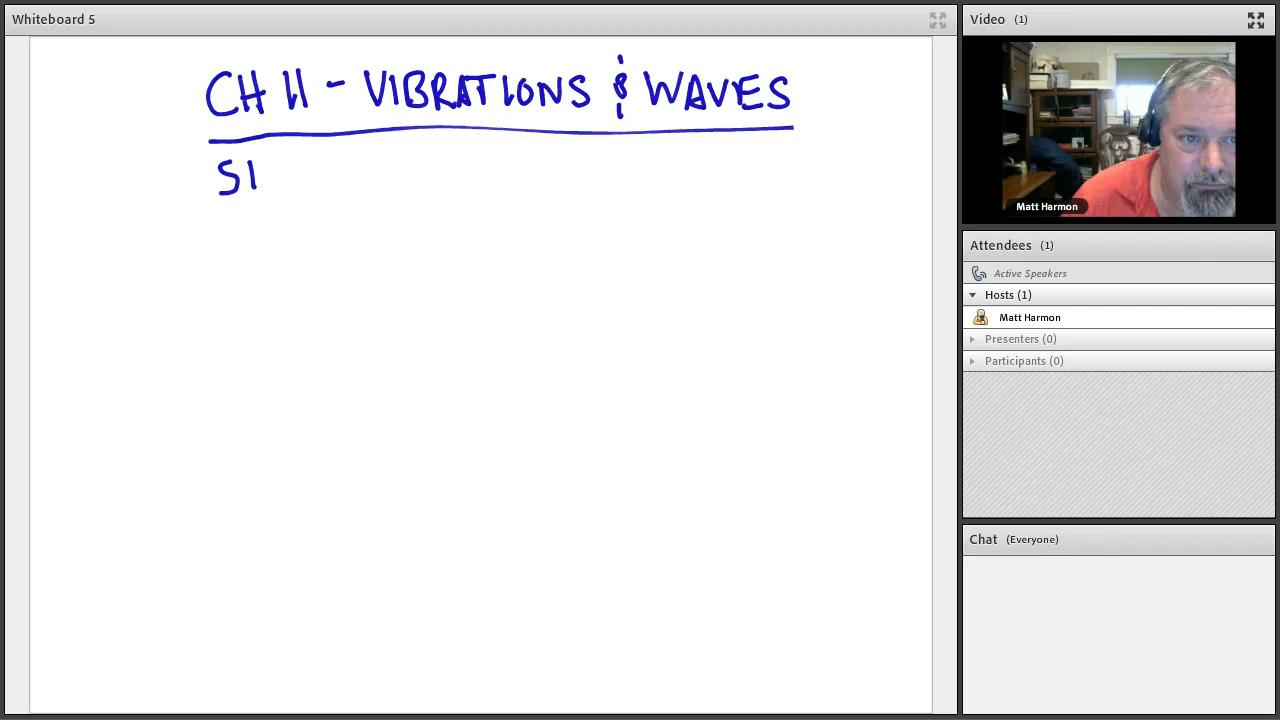 Whiteboard 5
CH 11 - VIBRATIONS & WAVES
SI
Video (1)
Matt Harmon
Attendees (1)
Active Speakers
Hosts (1)
Matt Harmon
Presenters (0)
Participants (0)
Chat (Everyone)